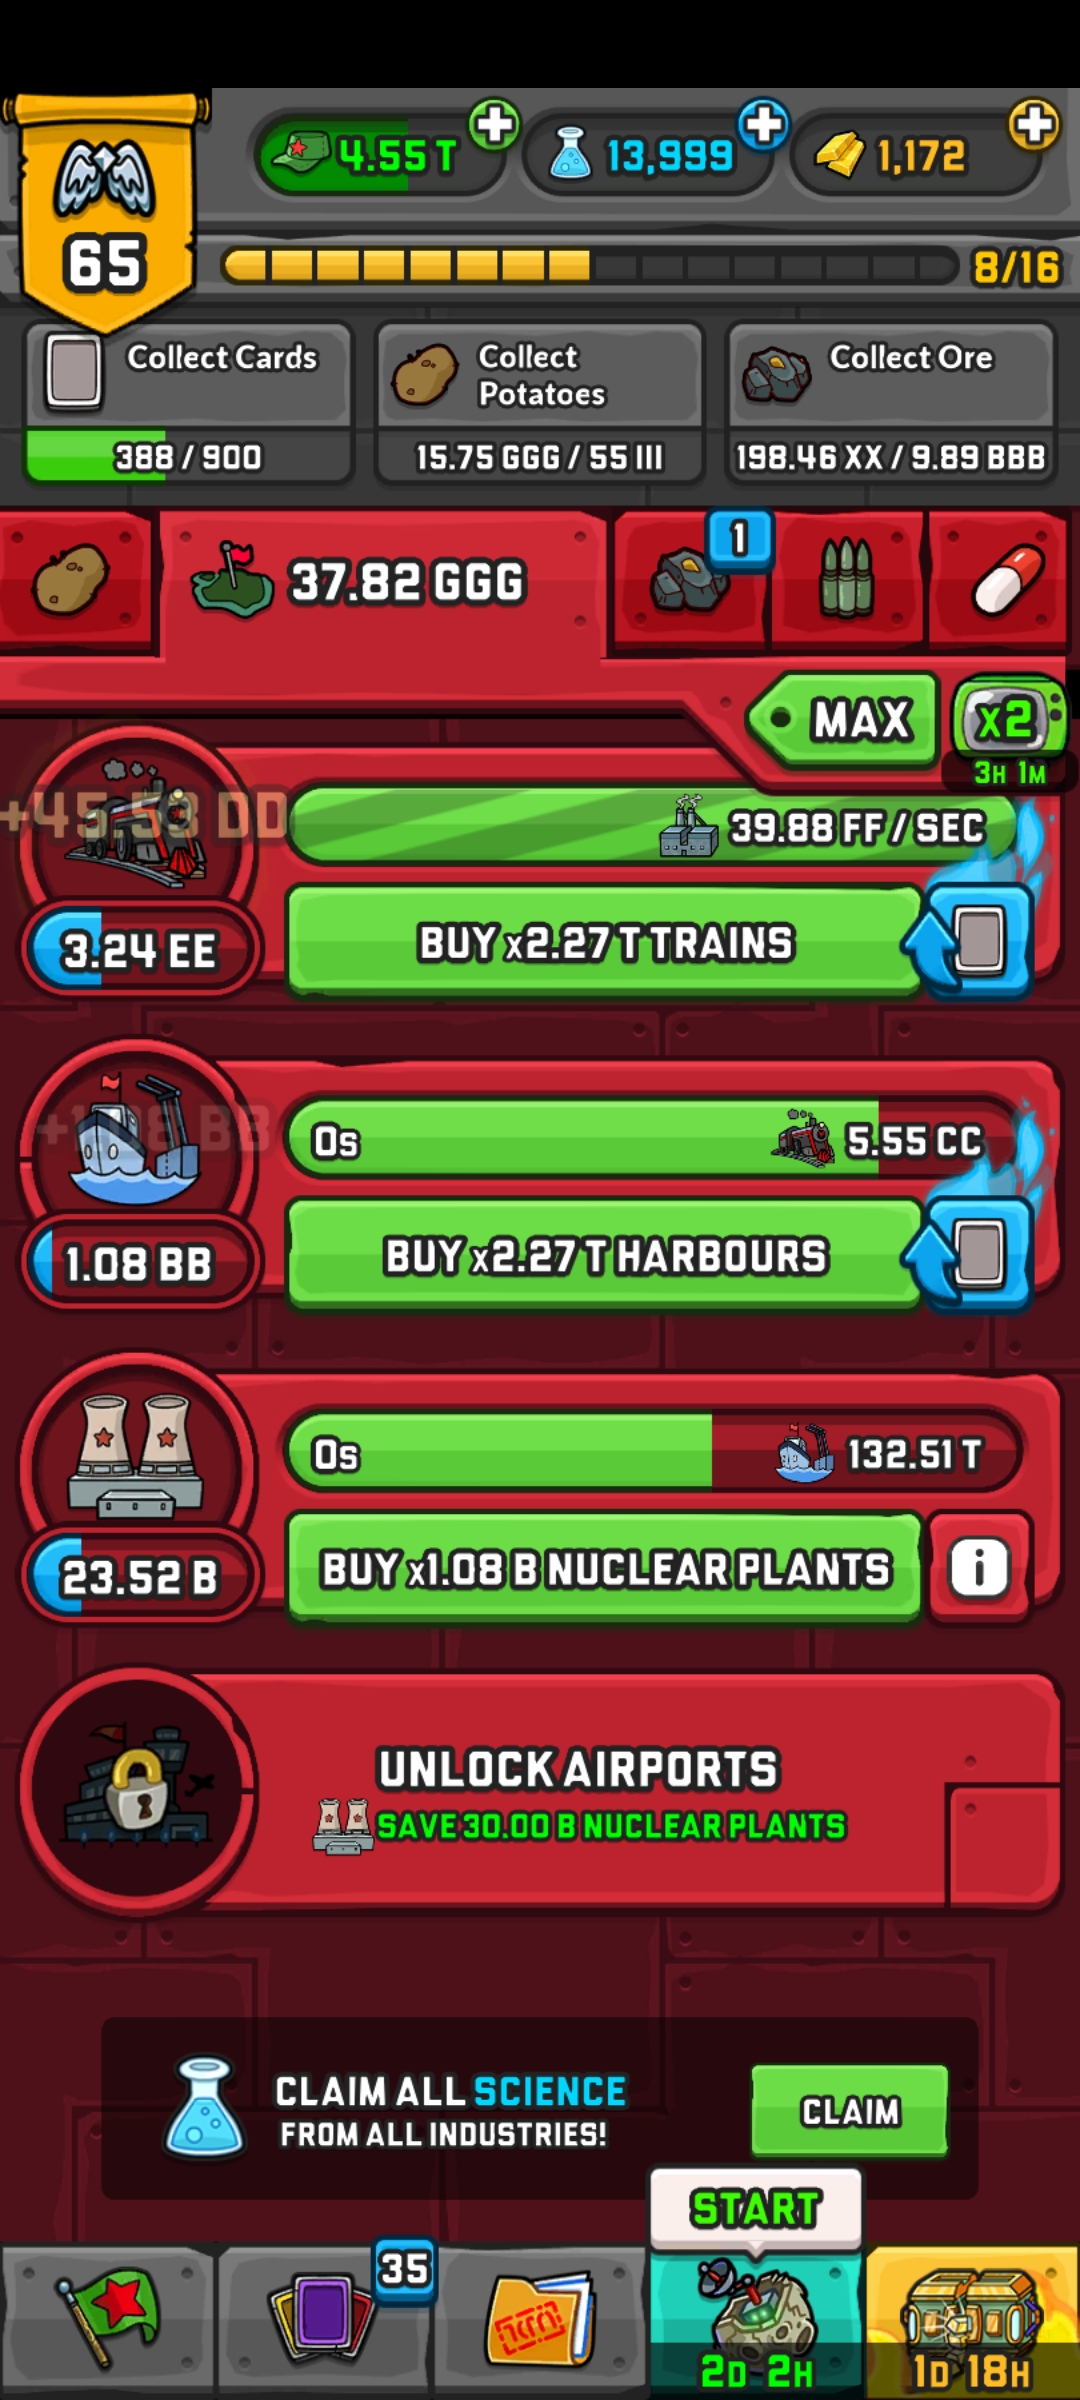 4.55 T
13,999
1,172
65
8/16
Collect Cards
388 / 900
Collect
Potatoes
15.75 GGG / 55 III
Collect Ore
198.46 XX / 9.89 BBB
37.82 GGG
1
MAX
x2
3H 1M
39.88 FF / SEC
3.24 EE
BUY x2.27 T TRAINS
0s
5.55 CC
1.08 BB
BUY x2.27 T HARBOURS
0s
132.51 T
23.52 B
BUY x1.08 B NUCLEAR PLANTS
i
UNLOCK AIRPORTS
SAVE 30.00 B NUCLEAR PLANTS
CLAIM ALL SCIENCE
FROM ALL INDUSTRIES!
CLAIM
START
35
2D 2H
1D 18H